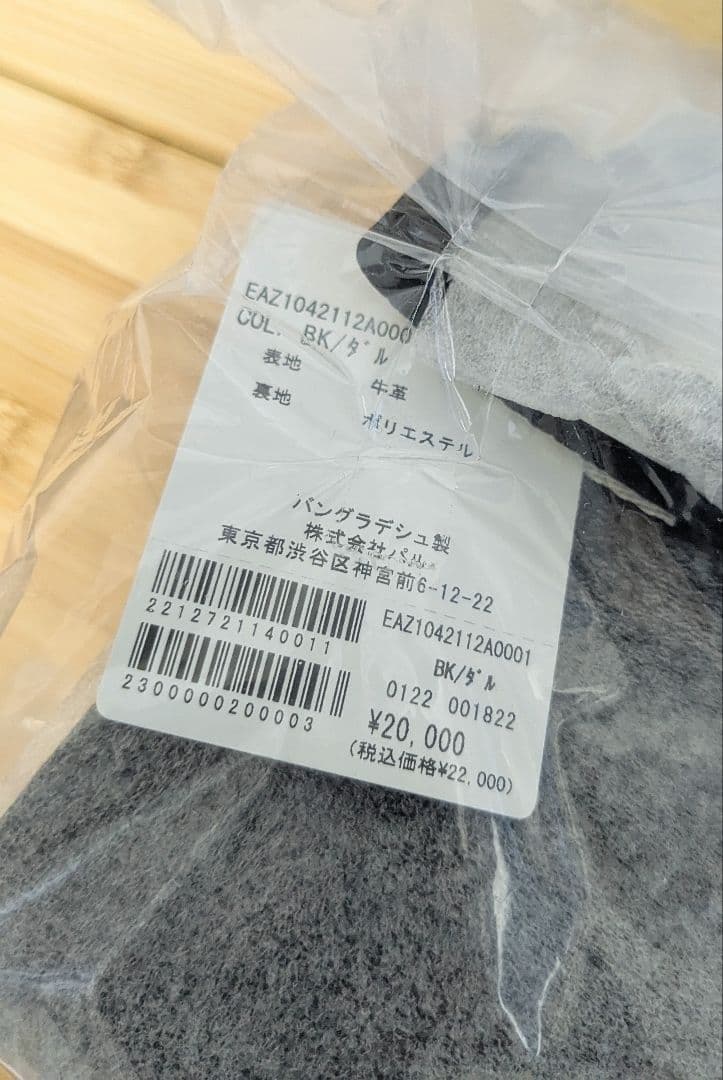 EAZ1042112A000
COL. BK/ダル
表地 牛革
裏地 ポリエステル
バングラデシュ製
株式会社パル
東京都渋谷区神宮前6-12-22
2212721140011
2300000200003
EAZ1042112A0001
BK/ダル
0122 001822
¥20,000
(税込価格¥22,000)